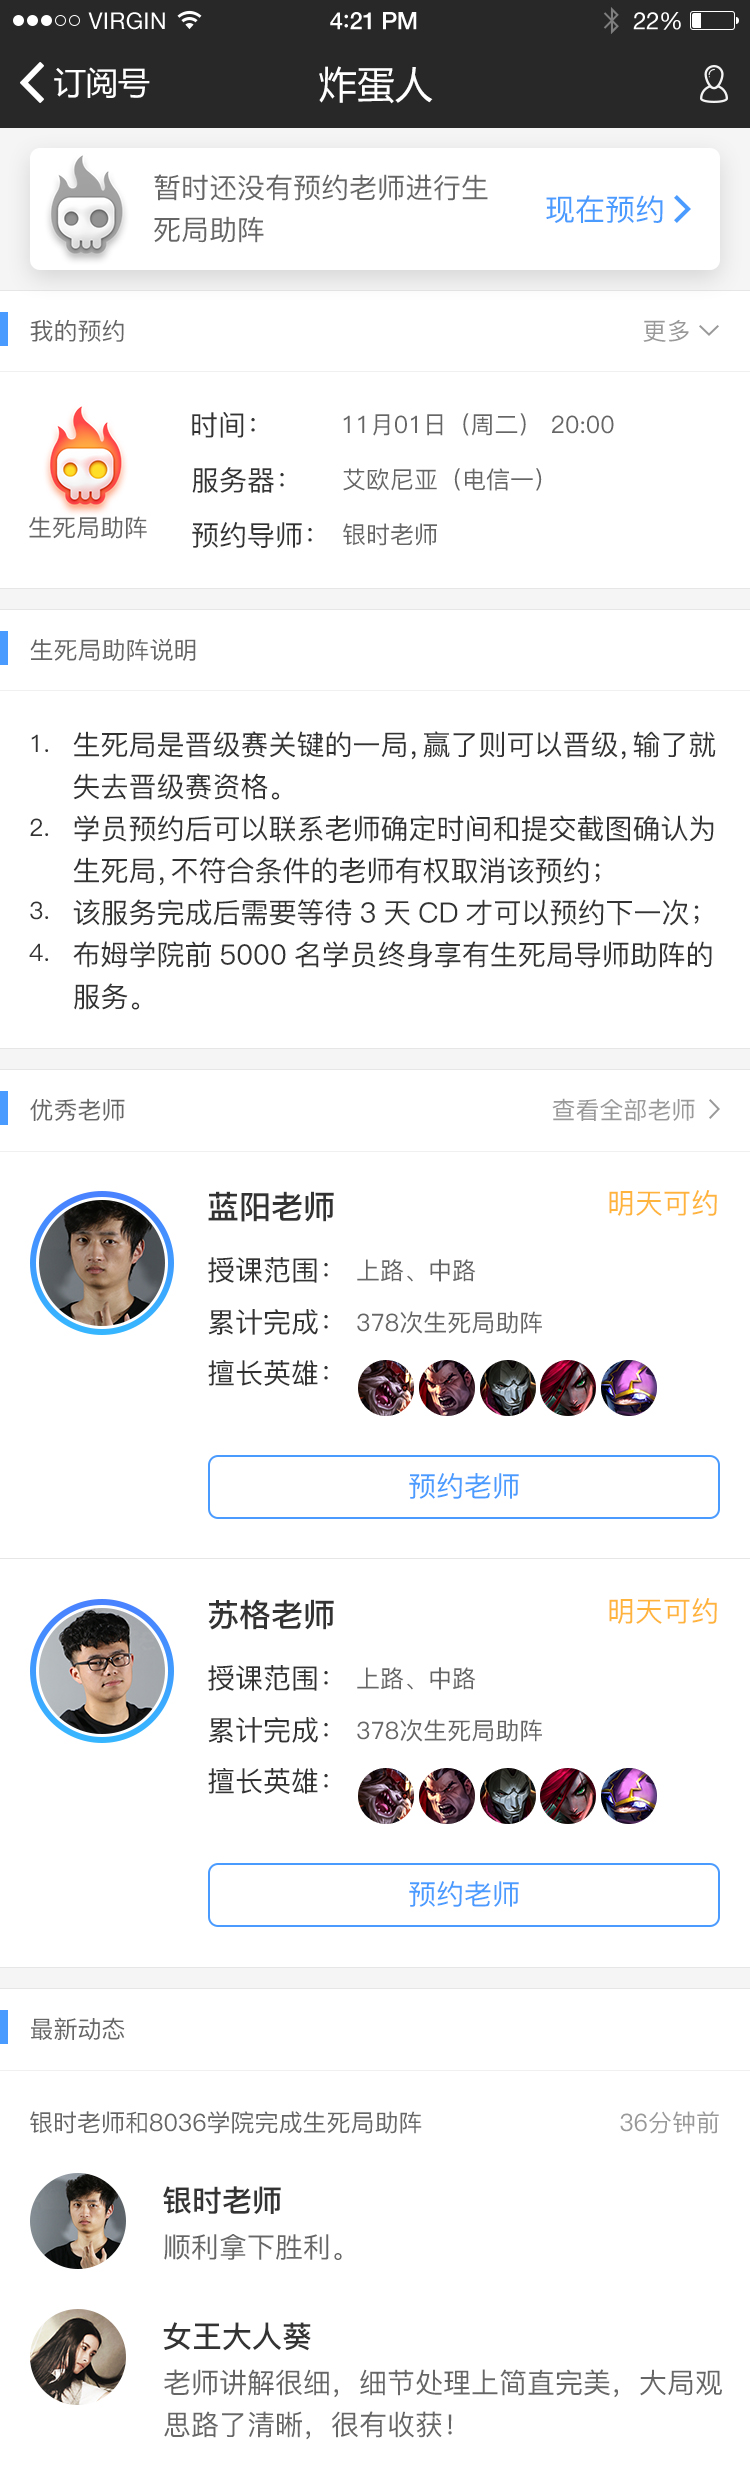 VIRGIN 4:21 PM 22%
订阅号 炸蛋人
暂时还没有预约老师进行生
死局助阵
现在预约
我的预约 更多
生死局助阵
时间： 11月01日（周二） 20:00
服务器： 艾欧尼亚（电信一）
预约导师： 银时老师
生死局助阵说明
1. 生死局是晋级赛关键的一局，赢了则可以晋级，输了就
失去晋级赛资格。
2. 学员预约后可以联系老师确定时间和提交截图确认为
生死局，不符合条件的老师有权取消该预约；
3. 该服务完成后需要等待 3 天 CD 才可以预约下一次；
4. 布姆学院前 5000 名学员终身享有生死局导师助阵的
服务。
优秀老师 查看全部老师
蓝阳老师 明天可约
授课范围： 上路、中路
累计完成： 378次生死局助阵
擅长英雄：
预约老师
苏格老师 明天可约
授课范围： 上路、中路
累计完成： 378次生死局助阵
擅长英雄：
预约老师
最新动态
银时老师和8036学院完成生死局助阵 36分钟前
银时老师
顺利拿下胜利。
女王大人葵
老师讲解很细，细节处理上简直完美，大局观
思路了清晰，很有收获！